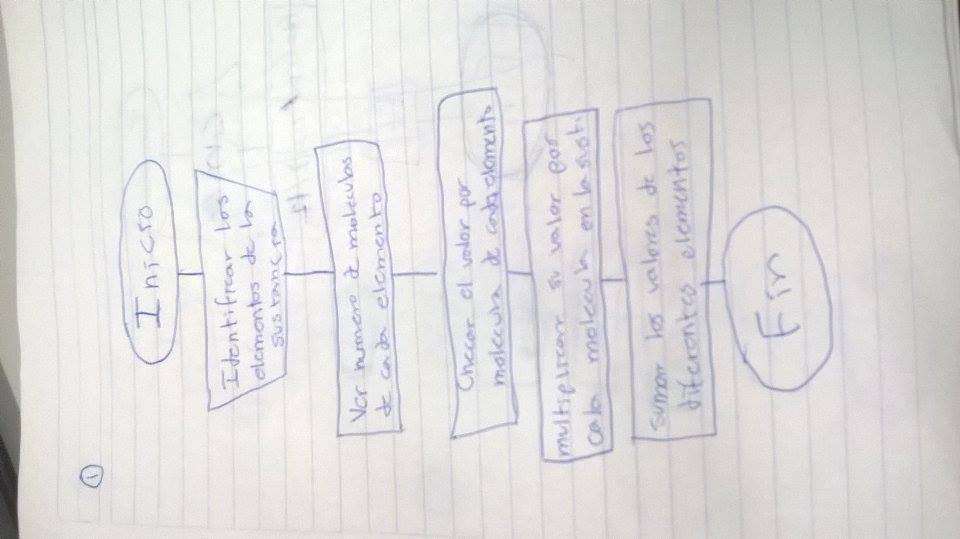 ①
Inicio
Identificar los
elementos de la
sustancia
Ver numero de moleculas
de cada elemento
Checar el valor por
molecula de cada elemento
multiplicar su valor por
cada molecula en la sust.
sumar los valores de los
diferentes elementos
Fin